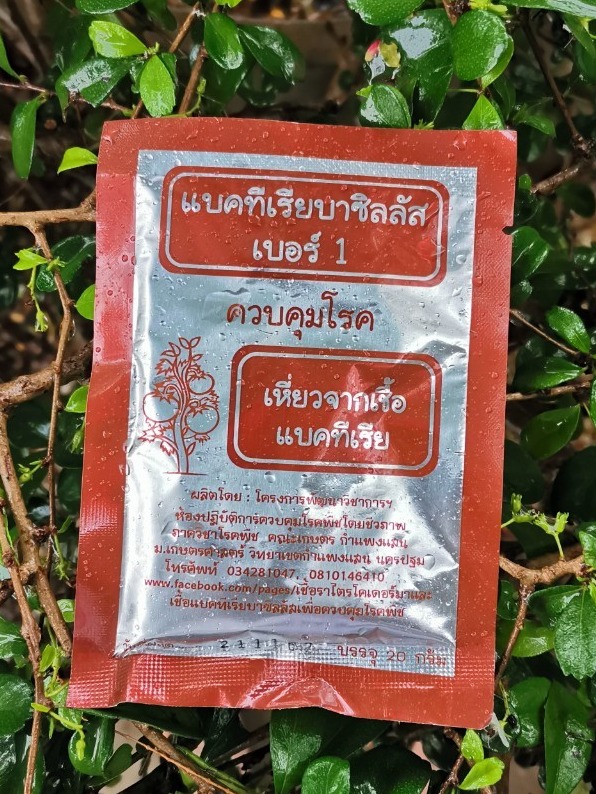 แบคทีเรียบาซิลลัส
เบอร์ 1
ควบคุมโรค
เหี่ยวจากเชื้อ
แบคทีเรีย
ผลิตโดย : โครงการพัฒนาวิชาการฯ
ห้องปฏิบัติการควบคุมโรคพืชโดยชีวภาพ
ภาควิชาโรคพืช คณะเกษตร กำแพงแสน
ม.เกษตรศาสตร์ วิทยาเขตกำแพงแสน นครปฐม
โทรศัพท์ 034281047, 0810146410
www.facebook.com/pages/เชื้อราไตรโคเดอร์มาและ
เชื้อแบคทีเรียบาซิลลัสเพื่อควบคุมโรคพืช
บรรจุ 20 กรัม